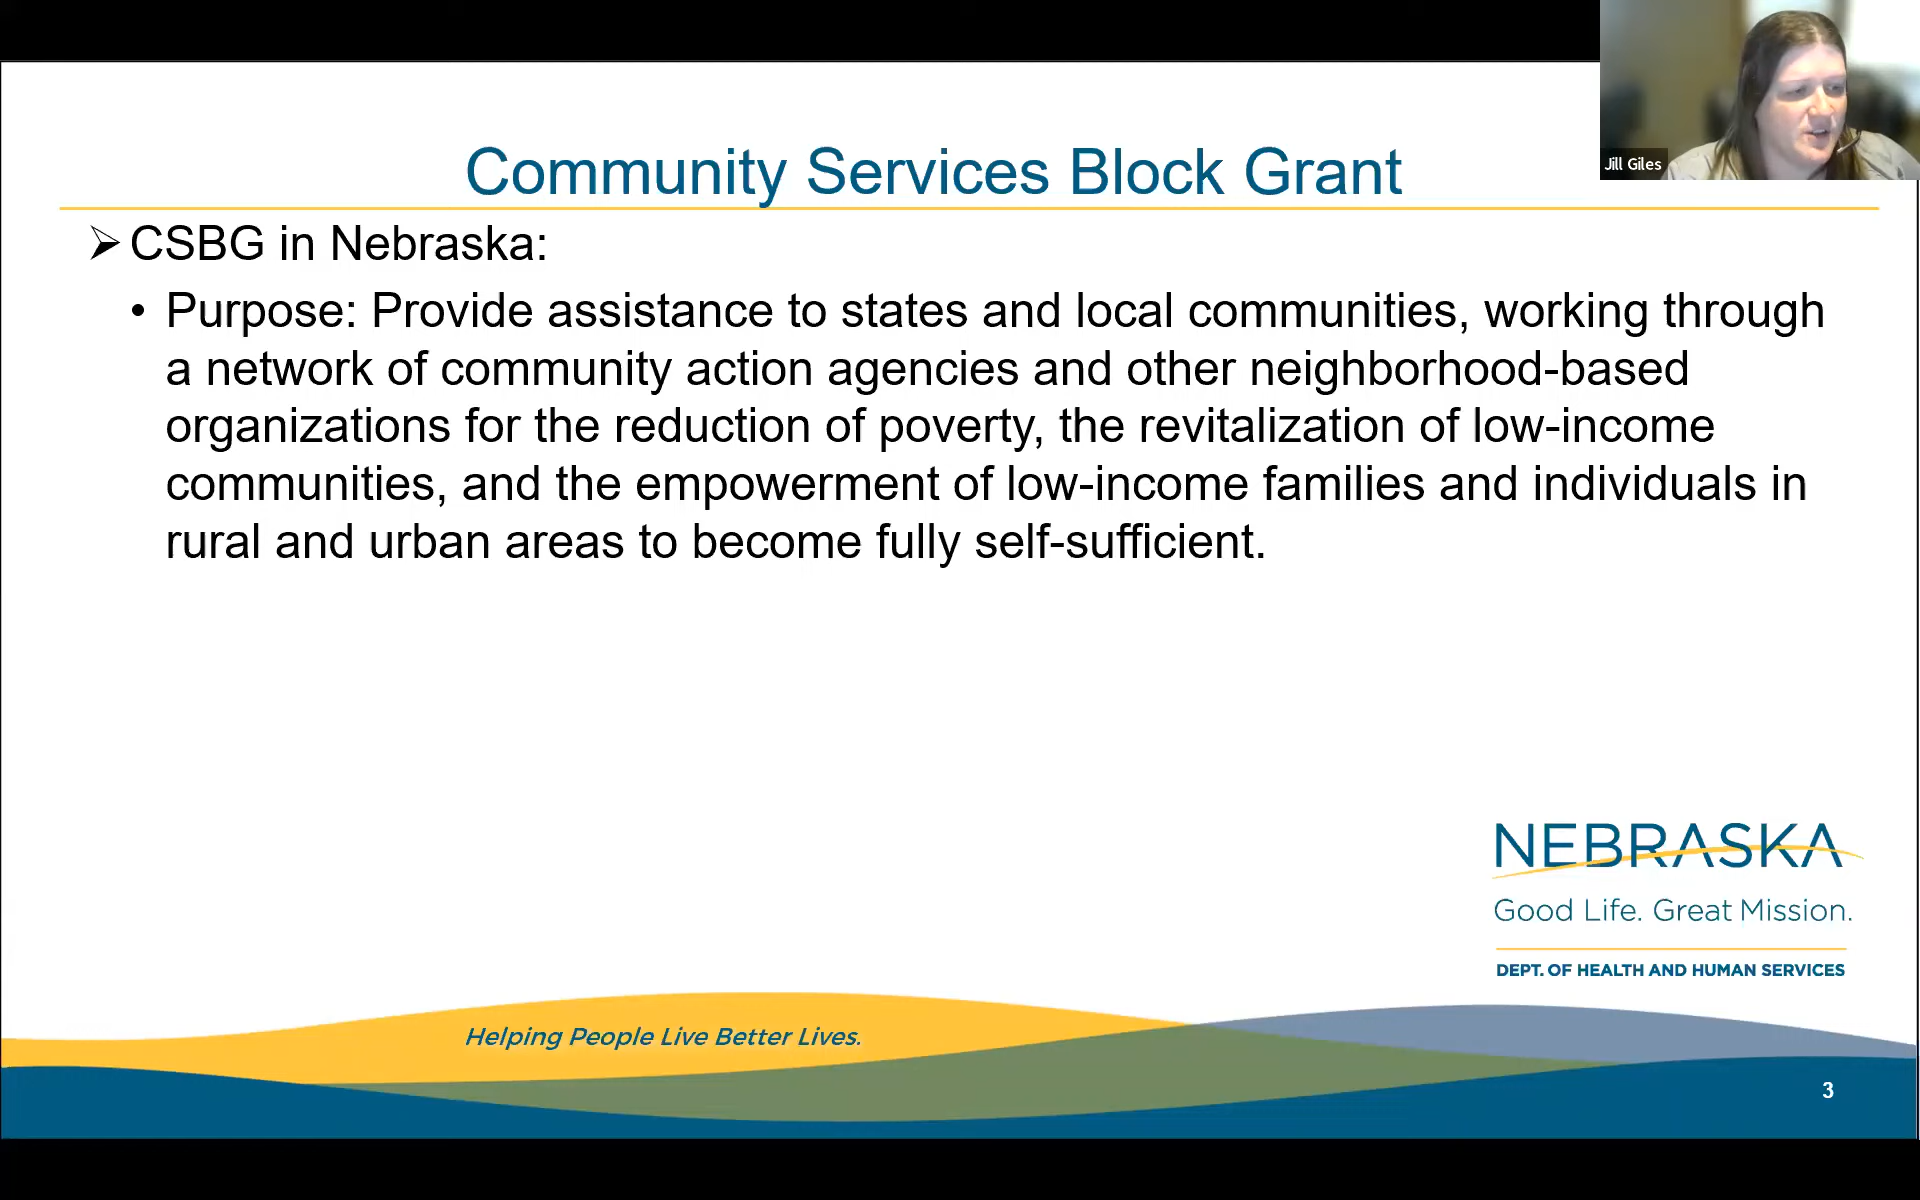 Jill Giles
Community Services Block Grant
➢ CSBG in Nebraska:
• Purpose: Provide assistance to states and local communities, working through
a network of community action agencies and other neighborhood-based
organizations for the reduction of poverty, the revitalization of low-income
communities, and the empowerment of low-income families and individuals in
rural and urban areas to become fully self-sufficient.
NEBRASKA
Good Life. Great Mission.
DEPT. OF HEALTH AND HUMAN SERVICES
Helping People Live Better Lives.
3